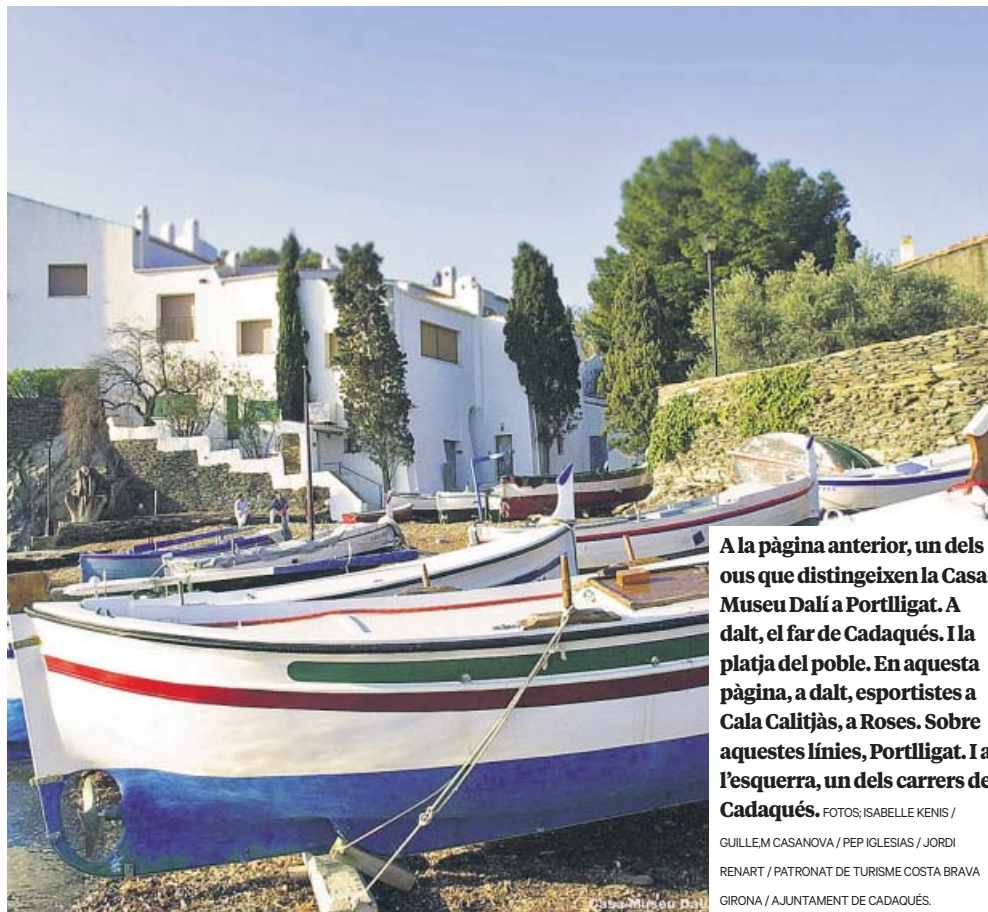 A la pàgina anterior, un dels
ous que distingeixen la Casa
Museu Dalí a Portlligat. A
dalt, el far de Cadaqués. I la
platja del poble. En aquesta
pàgina, a dalt, esportistes a
Cala Calitjàs, a Roses. Sobre
aquestes línies, Portlligat. I a
l’esquerra, un dels carrers de
Cadaqués. FOTOS; ISABELLE KENIS /
GUILLE,M CASANOVA / PEP IGLESIAS / JORDI
RENART / PATRONAT DE TURISME COSTA BRAVA
GIRONA / AJUNTAMENT DE CADAQUÉS.
Casa-Museu Dalí